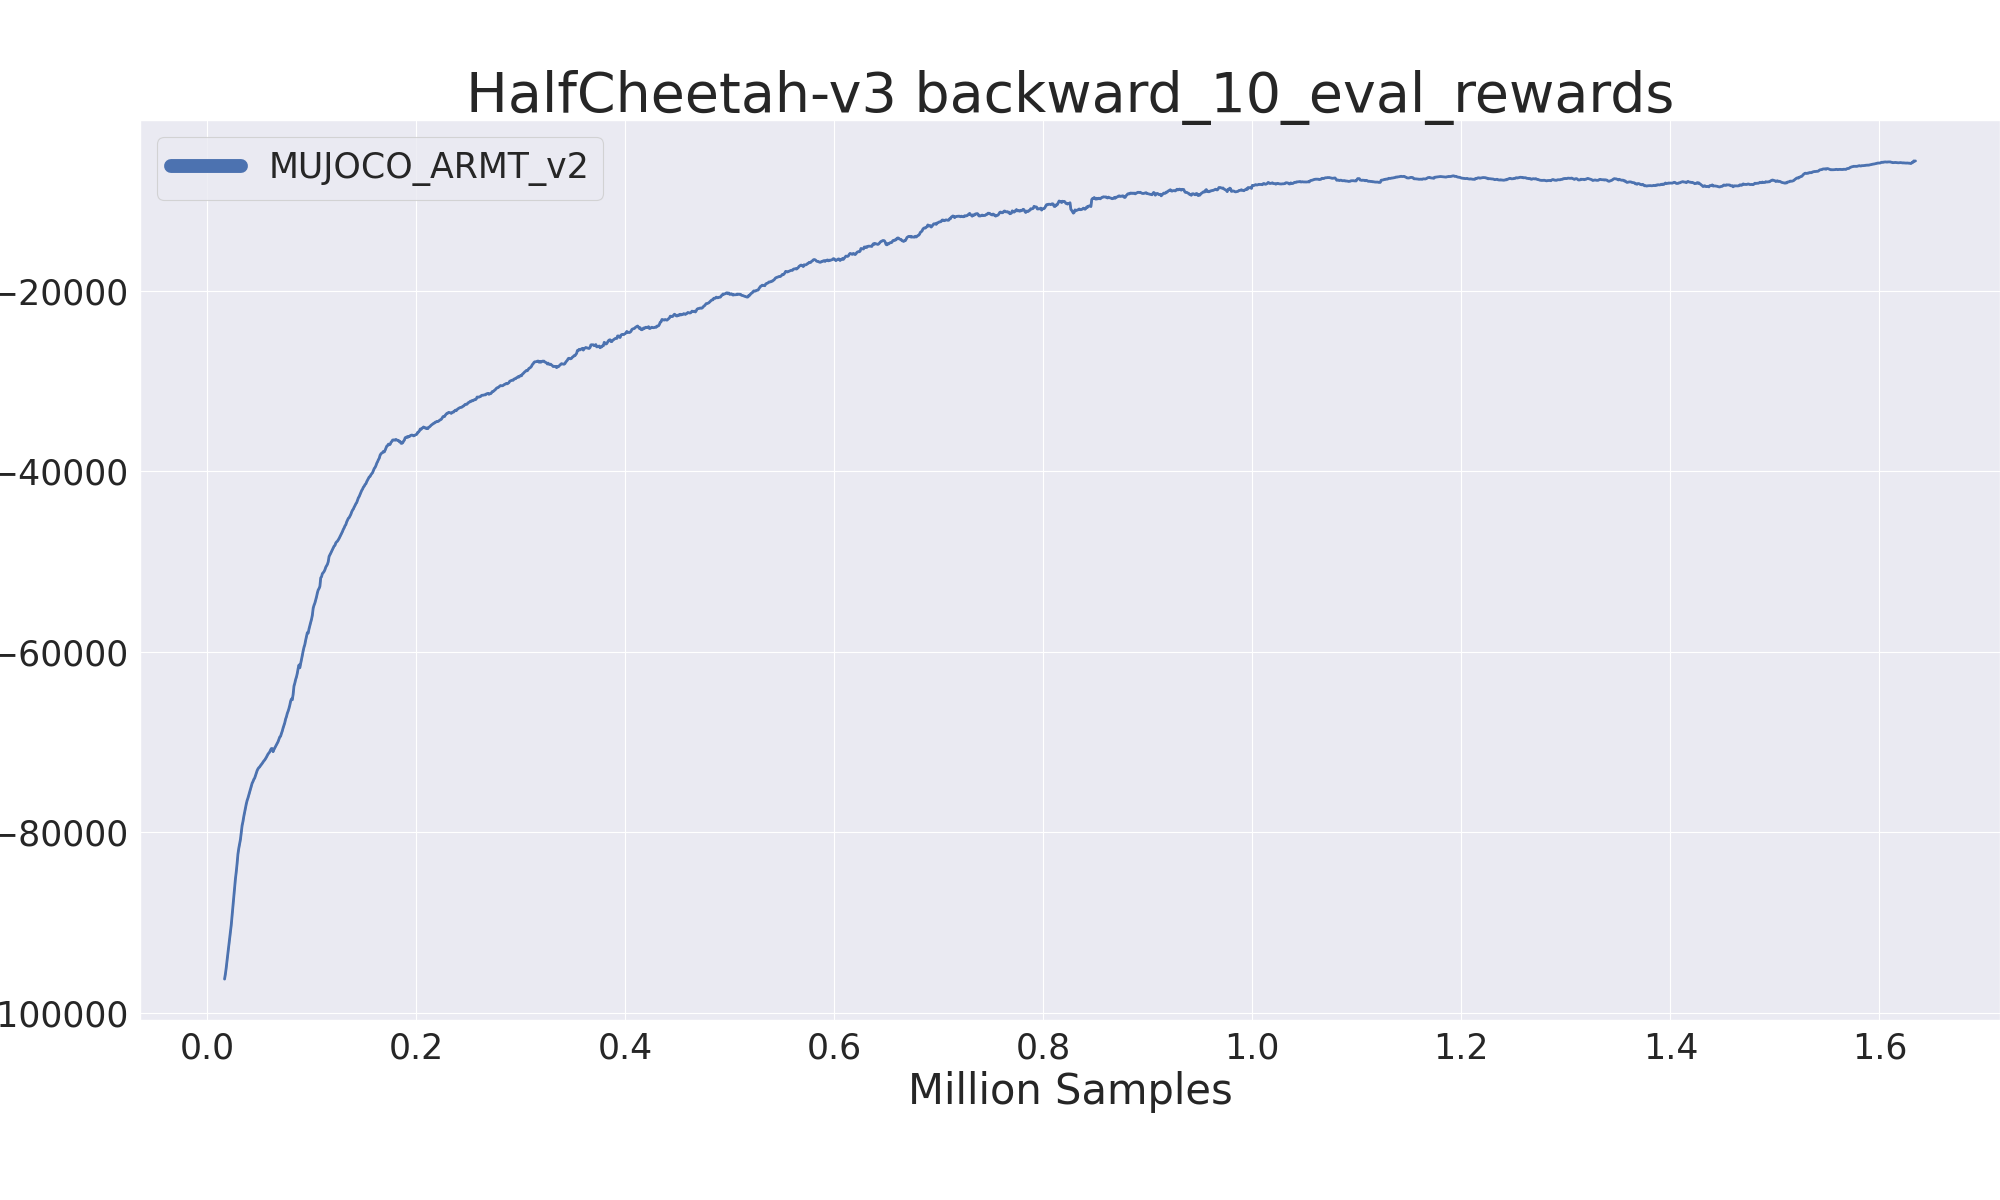 HalfCheetah-v3 backward_10_eval_rewards
MUJOCO_ARMT_v2
−20000
−40000
−60000
−80000
100000
0.0 0.2 0.4 0.6 0.8 1.0 1.2 1.4 1.6
Million Samples